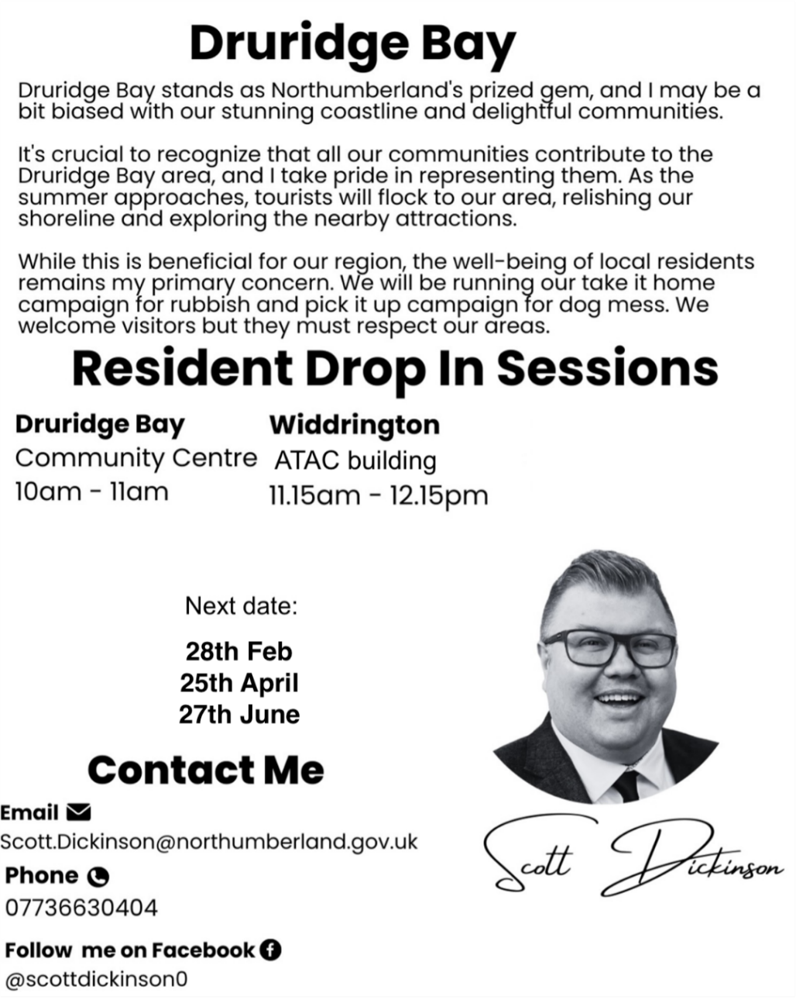 Druridge Bay
Druridge Bay stands as Northumberland's prized gem, and I may be a
bit biased with our stunning coastline and delightful communities.
It's crucial to recognize that all our communities contribute to the
Druridge Bay area, and I take pride in representing them. As the
summer approaches, tourists will flock to our area, relishing our
shoreline and exploring the nearby attractions.
While this is beneficial for our region, the well-being of local residents
remains my primary concern. We will be running our take it home
campaign for rubbish and pick it up campaign for dog mess. We
welcome visitors but they must respect our areas.
Resident Drop In Sessions
Druridge Bay
Community Centre
10am - 11am
Widdrington
ATAC building
11.15am - 12.15pm
Next date:
28th Feb
25th April
27th June
Contact Me
Email
Scott.Dickinson@northumberland.gov.uk
Phone
07736630404
Follow me on Facebook
@scottdickinson0
Scott Dickinson